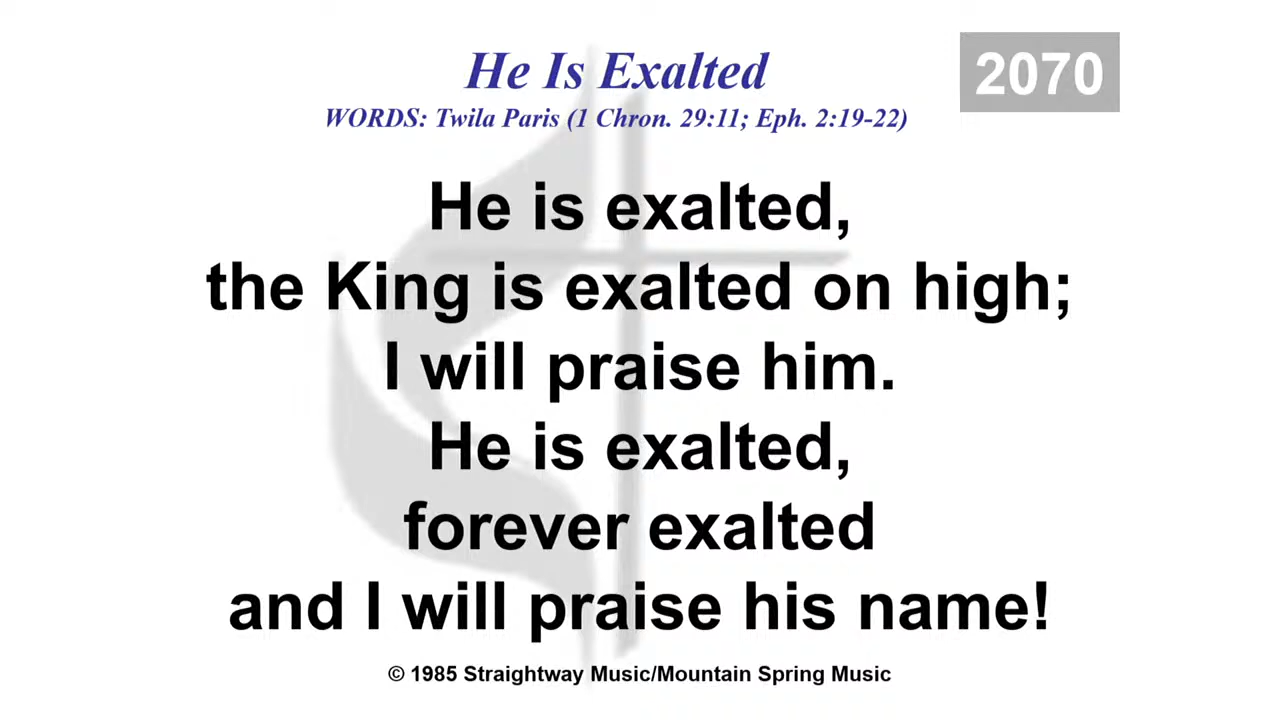 He Is Exalted
2070
WORDS: Twila Paris (1 Chron. 29:11; Eph. 2:19-22)
He is exalted,
the King is exalted on high;
I will praise him.
He is exalted,
forever exalted
and I will praise his name!
© 1985 Straightway Music/Mountain Spring Music